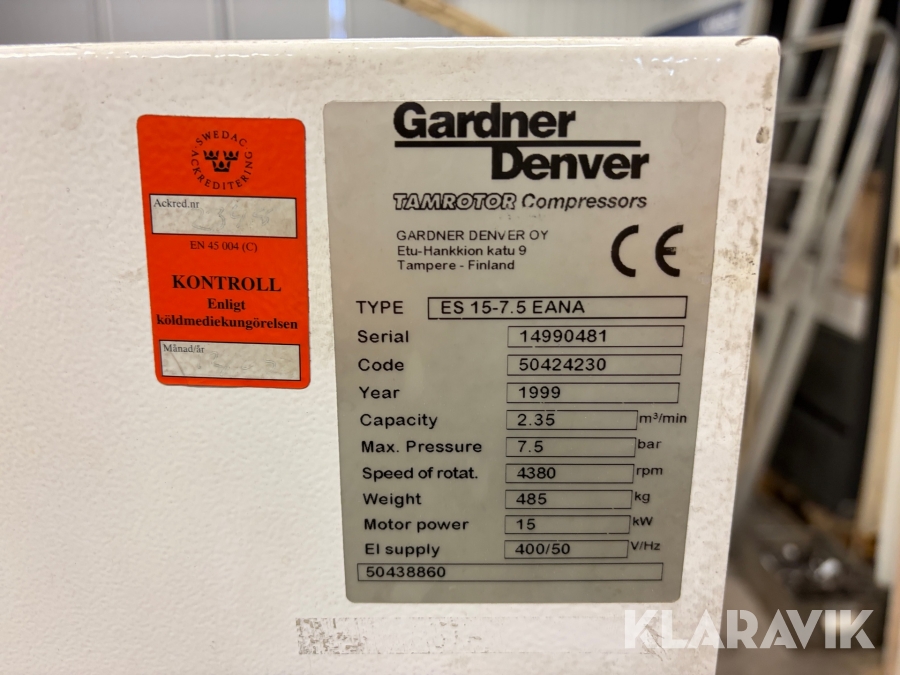 SWEDAC
ACKREDITERING
Ackred.nr
EN 45 004 (C)
KONTROLL
Enligt
köldmediekungörelsen
Månad/år
Gardner
Denver
TAMROTOR Compressors
GARDNER DENVER OY
Etu-Hankkion katu 9
Tampere - Finland
CE
TYPE ES 15-7.5 EANA
Serial 14990481
Code 50424230
Year 1999
Capacity 2.35 m³/min
Max. Pressure 7.5 bar
Speed of rotat. 4380 rpm
Weight 485 kg
Motor power 15 kW
El supply 400/50 V/Hz
50438860
KLARAVIK